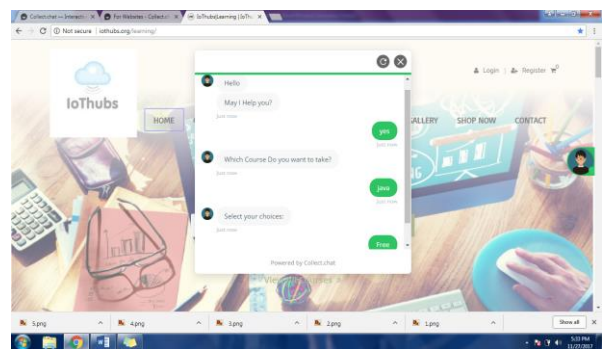 Collect.chat — Interactiv
For Websites - Collect.c
IoThubs|Learning | IoTh
Not secure | iothubs.org/learning/
Login | Register
0
IoThubs
HOME
GALLERY SHOP NOW CONTACT
Hello
May I Help you?
Just now
yes
Just now
Which Course Do you want to take?
Just now
java
Just now
Select your choices:
Just now
Free
Powered by Collect.chat
5.png
4.png
3.png
2.png
1.png
Show all
5:33 PM
11/27/2017